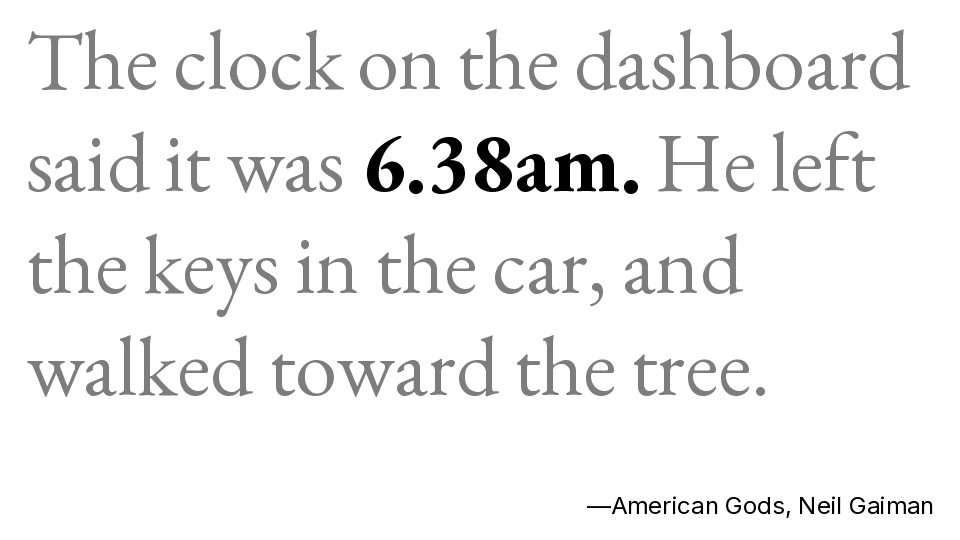 The clock on the dashboard
said it was 6.38am. He left
the keys in the car, and
walked toward the tree.
—American Gods, Neil Gaiman